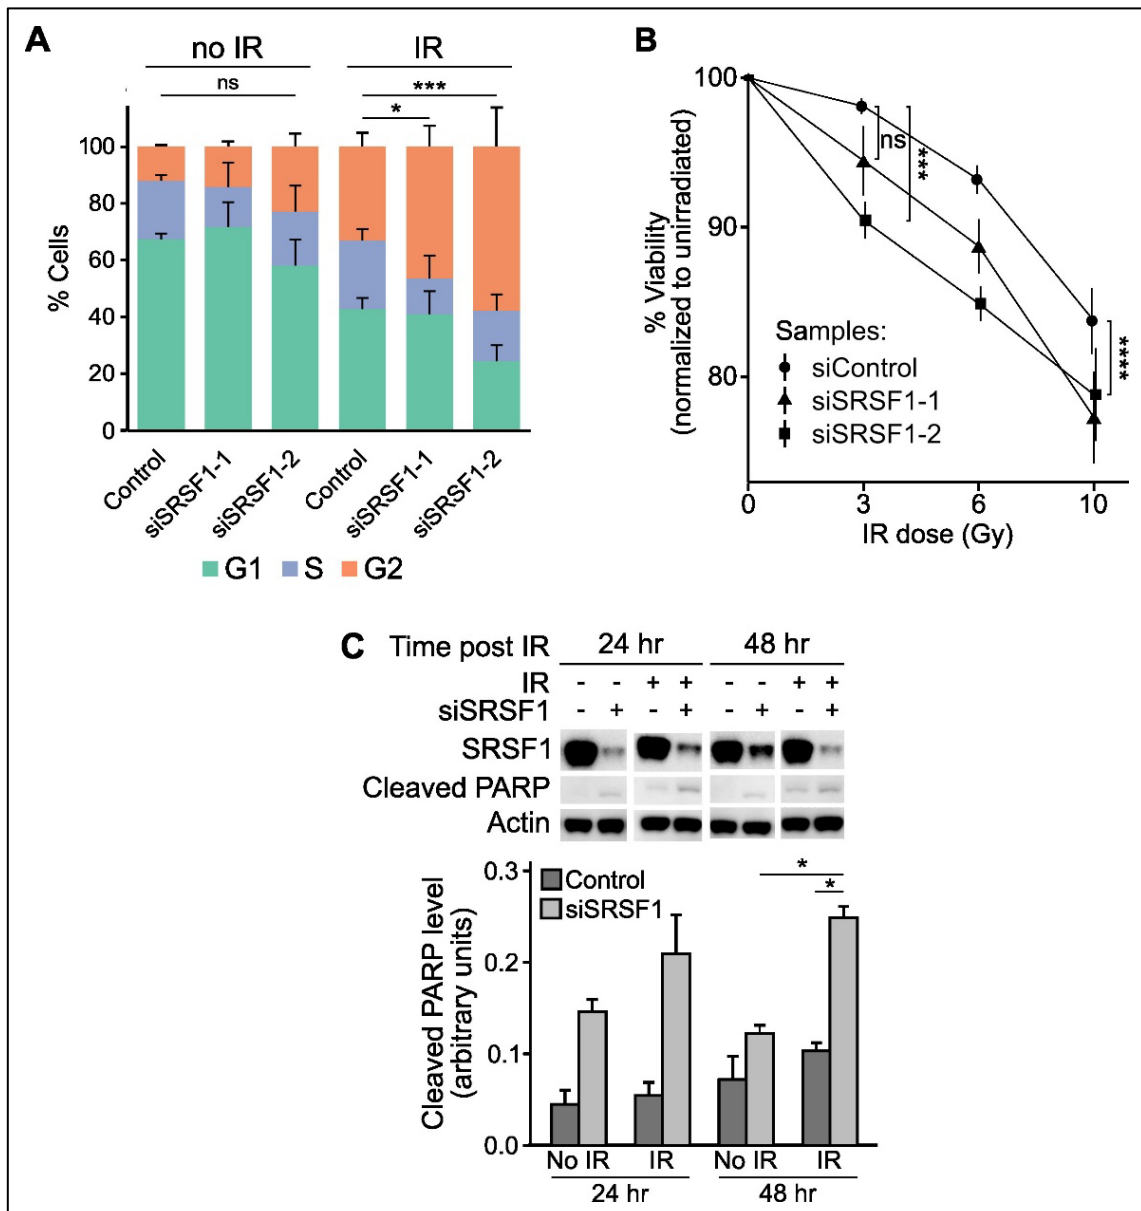 A
no IR
IR
ns
***
*
% Cells
100
80
60
40
20
0
Control
siSRSF1-1
siSRSF1-2
Control
siSRSF1-1
siSRSF1-2
G1 S G2
B
% Viability
(normalized to unirradiated)
100
90
80
ns
***
****
Samples:
siControl
siSRSF1-1
siSRSF1-2
0 3 6 10
IR dose (Gy)
C
Time post IR 24 hr 48 hr
IR - - + + - - + +
siSRSF1 - + - + - + - +
SRSF1
Cleaved PARP
Actin
Cleaved PARP level
(arbitrary units)
0.3
0.2
0.1
0.0
Control
siSRSF1
*
*
No IR IR No IR IR
24 hr 48 hr